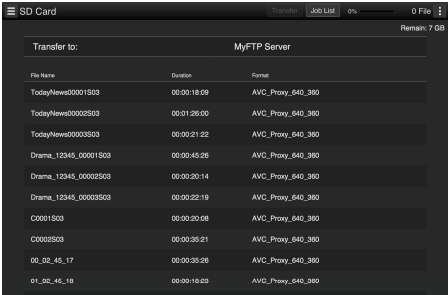 SD Card Transfer Job List 0% 0 File
Remain: 7 GB
Transfer to: MyFTP Server
File Name Duration Format
TodayNews00001S03 00:00:18:09 AVC_Proxy_640_360
TodayNews00002S03 00:01:26:00 AVC_Proxy_640_360
TodayNews00003S03 00:00:21:22 AVC_Proxy_640_360
Drama_12345_00001S03 00:00:45:26 AVC_Proxy_640_360
Drama_12345_00002S03 00:00:20:14 AVC_Proxy_640_360
Drama_12345_00003S03 00:00:22:19 AVC_Proxy_640_360
C0001S03 00:00:20:08 AVC_Proxy_640_360
C0002S03 00:00:35:21 AVC_Proxy_640_360
00_02_45_17 00:00:35:26 AVC_Proxy_640_360
01_02_45_18 00:00:18:23 AVC_Proxy_640_360